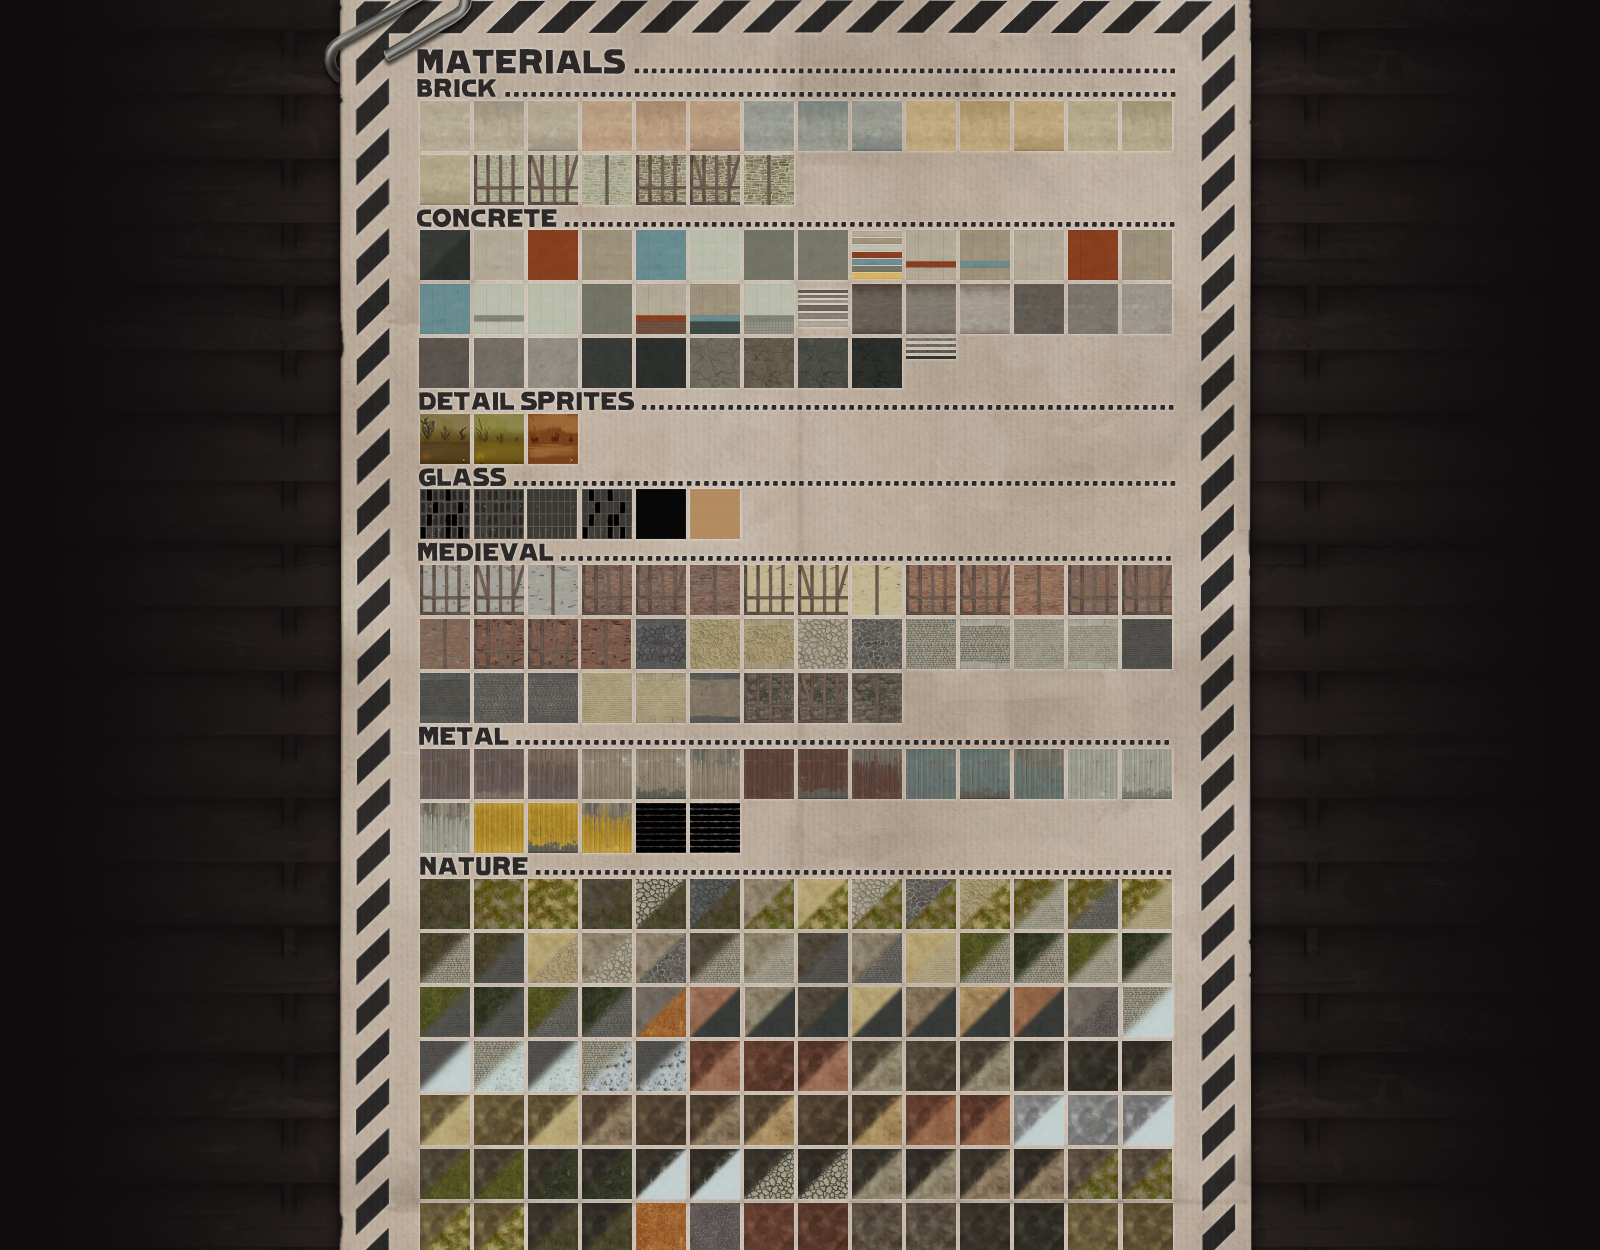 MATERIALS
BRICK
CONCRETE
DETAIL SPRITES
GLASS
MEDIEVAL
METAL
NATURE